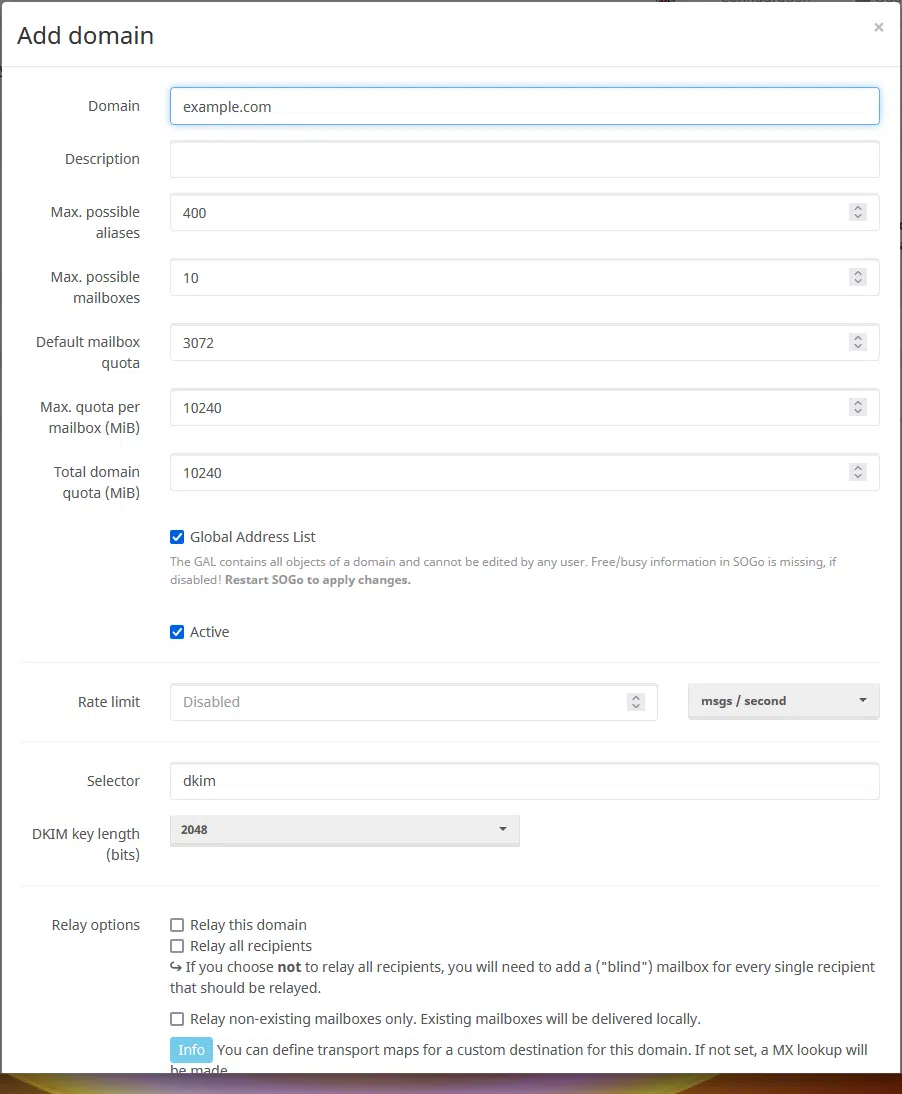 Add domain
×
Domain
example.com
Description
Max. possible
aliases
400
Max. possible
mailboxes
10
Default mailbox
quota
3072
Max. quota per
mailbox (MiB)
10240
Total domain
quota (MiB)
10240
Global Address List
The GAL contains all objects of a domain and cannot be edited by any user. Free/busy information in SOGo is missing, if
disabled! Restart SOGo to apply changes.
Active
Rate limit
Disabled
msgs / second
Selector
dkim
DKIM key length
(bits)
2048
Relay options
Relay this domain
Relay all recipients
↪ If you choose not to relay all recipients, you will need to add a ("blind") mailbox for every single recipient
that should be relayed.
Relay non-existing mailboxes only. Existing mailboxes will be delivered locally.
Info You can define transport maps for a custom destination for this domain. If not set, a MX lookup will
be made